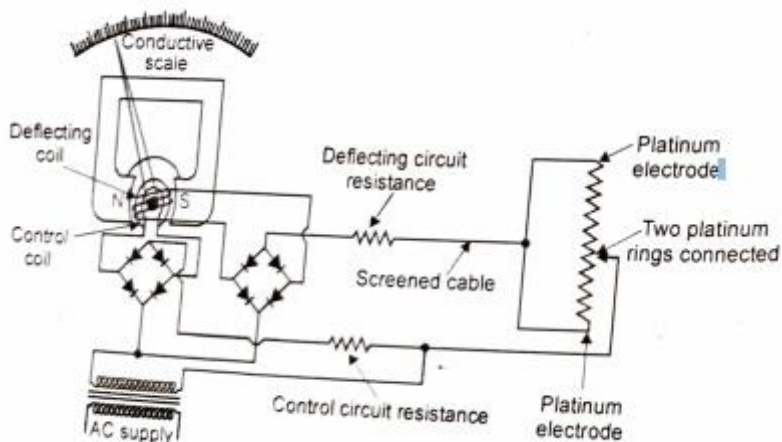 Conductive
scale
Deflecting
coil
N
S
Control
coil
Deflecting circuit
resistance
Screened cable
Platinum
electrode
Two platinum
rings connected
Control circuit resistance
Platinum
electrode
AC supply